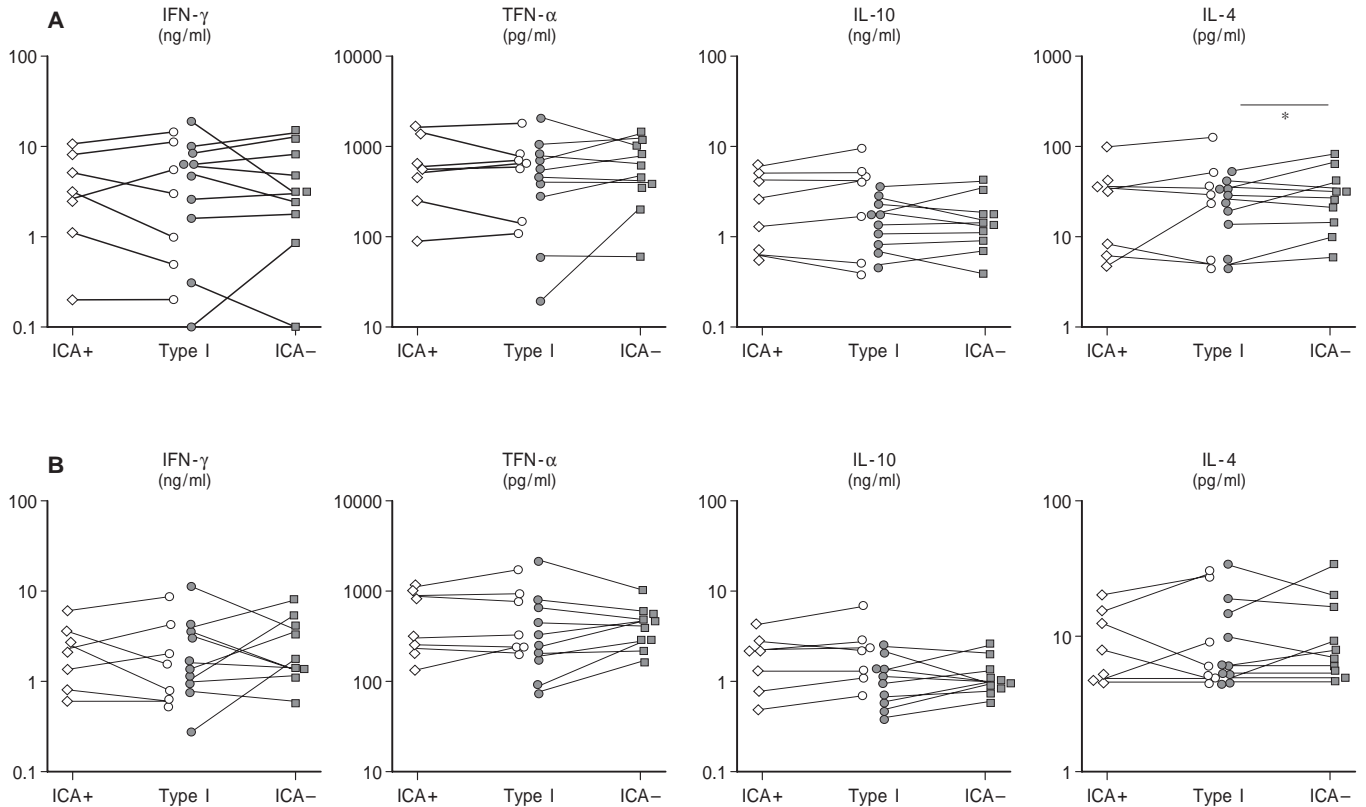 A
IFN-γ
(ng/ml)
100
10
1
0.1
ICA+ Type I ICA–
TFN-α
(pg/ml)
10000
1000
100
10
ICA+ Type I ICA–
IL-10
(ng/ml)
100
10
1
0.1
ICA+ Type I ICA–
IL-4
(pg/ml)
1000
100
10
1
*
ICA+ Type I ICA–
B
IFN-γ
(ng/ml)
100
10
1
0.1
ICA+ Type I ICA–
TFN-α
(pg/ml)
10000
1000
100
10
ICA+ Type I ICA–
IL-10
(ng/ml)
100
10
1
0.1
ICA+ Type I ICA–
IL-4
(pg/ml)
100
10
1
ICA+ Type I ICA–